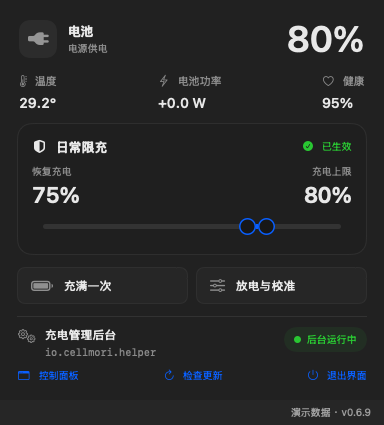 电池
电源供电
80%
温度
电池功率
健康
29.2°
+0.0 W
95%
日常限充
已生效
恢复充电
充电上限
75%
80%
充满一次
放电与校准
充电管理后台
io.cellmori.helper
后台运行中
控制面板
检查更新
退出界面
演示数据 · v0.6.9